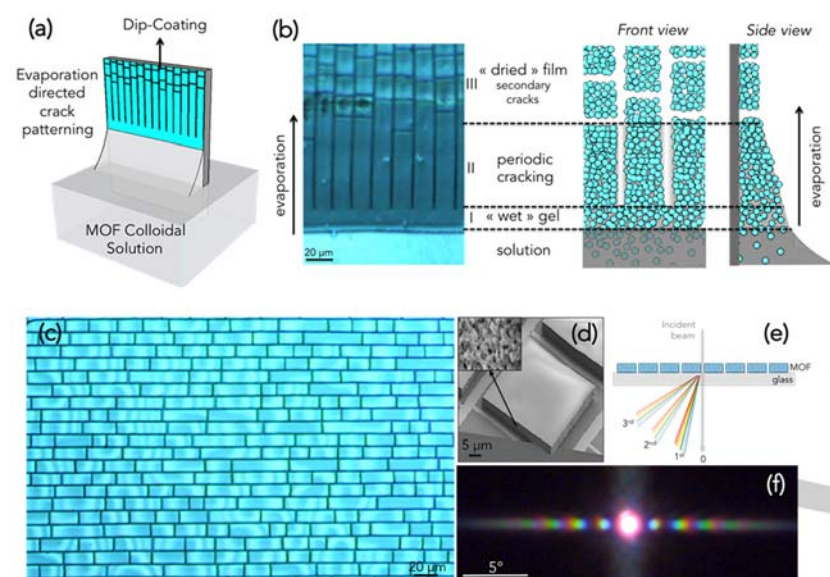 (a)
Dip-Coating
Evaporation
directed
crack
patterning
MOF Colloidal
Solution
(b)
evaporation
20 µm
III
« dried » film
secondary
cracks
II
periodic
cracking
I
« wet » gel
solution
Front view
Side view
evaporation
(c)
20 µm
(d)
5 µm
(e)
Incident
beam
MOF
glass
3rd
2nd
1st
0
(f)
5°